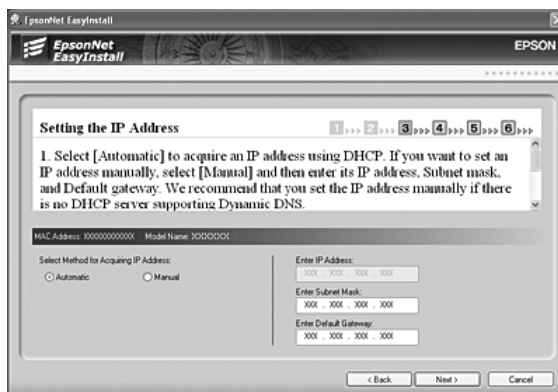 EpsonNet EasyInstall
EpsonNet
EasyInstall
EPSON
Setting the IP Address
1 2 3 4 5 6
1. Select [Automatic] to acquire an IP address using DHCP. If you want to set an
IP address manually, select [Manual] and then enter its IP address, Subnet mask,
and Default gateway. We recommend that you set the IP address manually if there
is no DHCP server supporting Dynamic DNS.
MAC Address: XXXXXXXXXXXX Model Name: XXXXXXX
Select Method for Acquiring IP Address:
Automatic Manual
Enter IP Address:
XXX . XXX . XXX . XXX
Enter Subnet Mask:
XXX . XXX . XXX . XXX
Enter Default Gateway:
XXX . XXX . XXX . XXX
< Back Next > Cancel